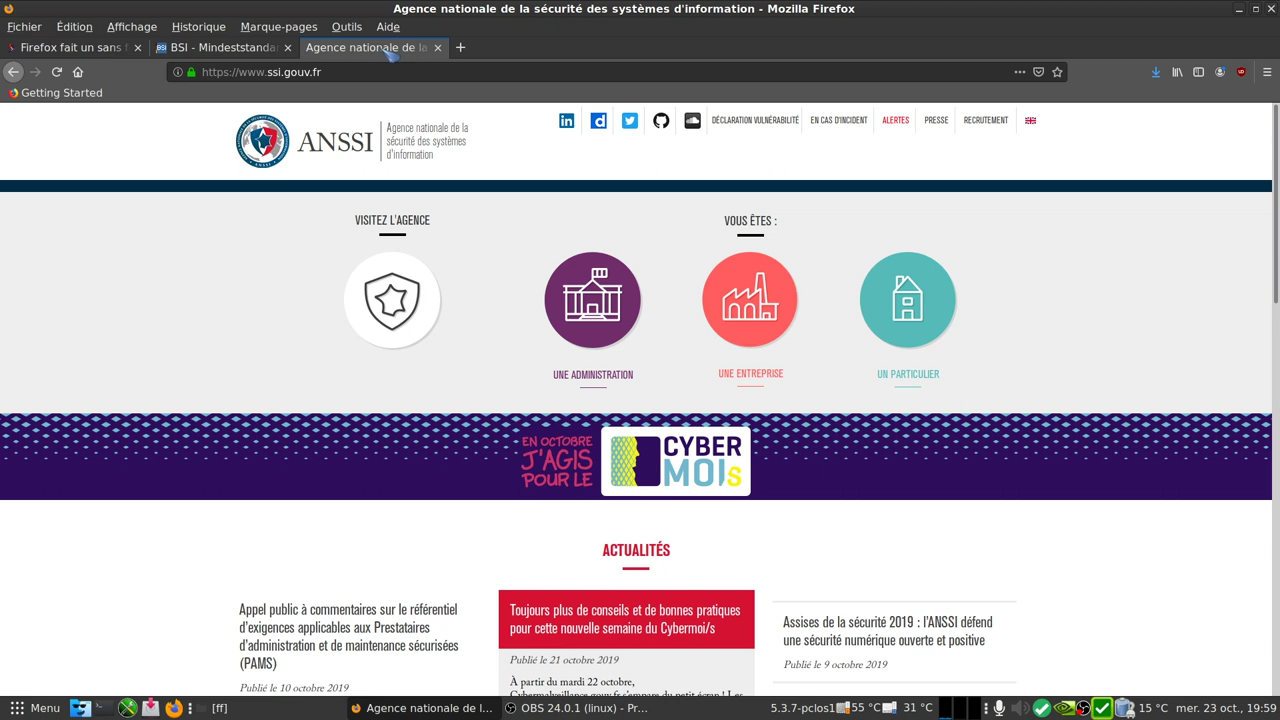 Agence nationale de la sécurité des systèmes d'information - Mozilla Firefox
Fichier Édition Affichage Historique Marque-pages Outils Aide
Firefox fait un sans f
BSI - Mindeststanda
Agence nationale de la
https://www.ssi.gouv.fr
Getting Started
ANSSI
Agence nationale de la
sécurité des systèmes
d'information
DÉCLARATION VULNÉRABILITÉ
EN CAS D'INCIDENT
ALERTES
PRESSE
RECRUTEMENT
VISITEZ L'AGENCE
VOUS ÊTES :
UNE ADMINISTRATION
UNE ENTREPRISE
UN PARTICULIER
EN OCTOBRE
J'AGIS
POUR LE
CYBER
MOIS
ACTUALITÉS
Appel public à commentaires sur le référentiel
d'exigences applicables aux Prestataires
d'administration et de maintenance sécurisées
(PAMS)
Publié le 10 octobre 2019
Toujours plus de conseils et de bonnes pratiques
pour cette nouvelle semaine du Cybermoi/s
Publié le 21 octobre 2019
À partir du mardi 22 octobre,
Cybermalveillance.gouv.fr s'empare du petit écran ! Les
Assises de la sécurité 2019 : l'ANSSI défend
une sécurité numérique ouverte et positive
Publié le 9 octobre 2019
Menu
[ff]
Agence nationale de l...
OBS 24.0.1 (linux) - Pr...
5.3.7-pclos1
55 °C
31 °C
15 °C
mer. 23 oct., 19:59